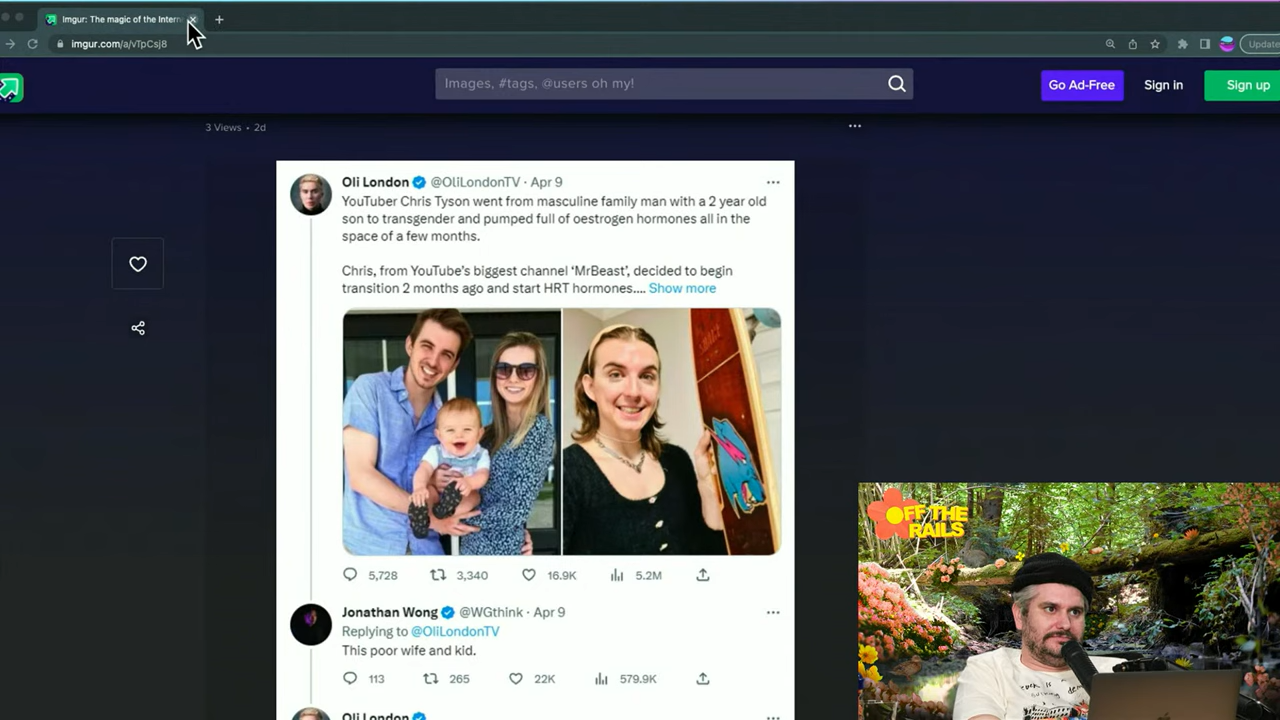 Imgur: The magic of the Intern
imgur.com/a/vTpCsj8
Update
Images, #tags, @users oh my!
Go Ad-Free
Sign in
Sign up
3 Views • 2d
Oli London @OliLondonTV · Apr 9
YouTuber Chris Tyson went from masculine family man with a 2 year old
son to transgender and pumped full of oestrogen hormones all in the
space of a few months.
Chris, from YouTube's biggest channel 'MrBeast', decided to begin
transition 2 months ago and start HRT hormones.... Show more
5,728
3,340
16.9K
5.2M
Jonathan Wong @WGthink · Apr 9
Replying to @OliLondonTV
This poor wife and kid.
113
265
22K
579.9K
Oli London
OFF THE
RAILS